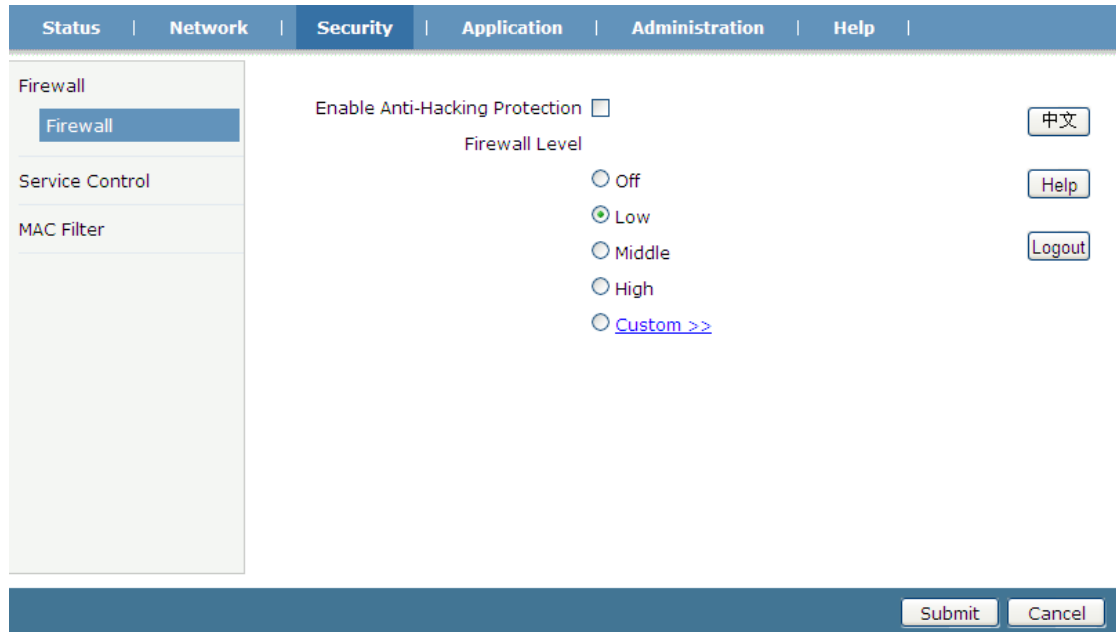 Status | Network | Security | Application | Administration | Help |
Firewall
Firewall
Service Control
MAC Filter
Enable Anti-Hacking Protection
Firewall Level
Off
Low
Middle
High
Custom >>
中文
Help
Logout
Submit Cancel